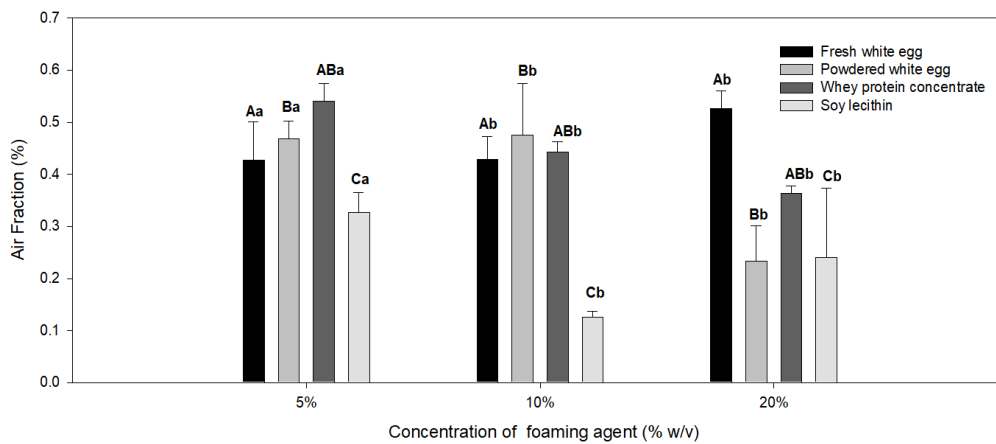 0.7
0.6
0.5
0.4
0.3
0.2
0.1
0.0
Air Fraction (%)
Fresh white egg
Powdered white egg
Whey protein concentrate
Soy lecithin
Aa
Ba
ABa
Ca
Ab
Bb
ABb
Cb
Ab
Bb
ABb
Cb
5%
10%
20%
Concentration of foaming agent (% w/v)